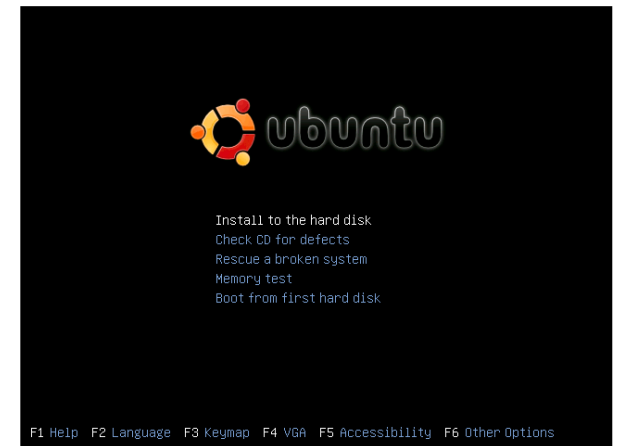 ubuntu
Install to the hard disk
Check CD for defects
Rescue a broken system
Memory test
Boot from first hard disk
F1 Help F2 Language F3 Keymap F4 VGA F5 Accessibility F6 Other Options